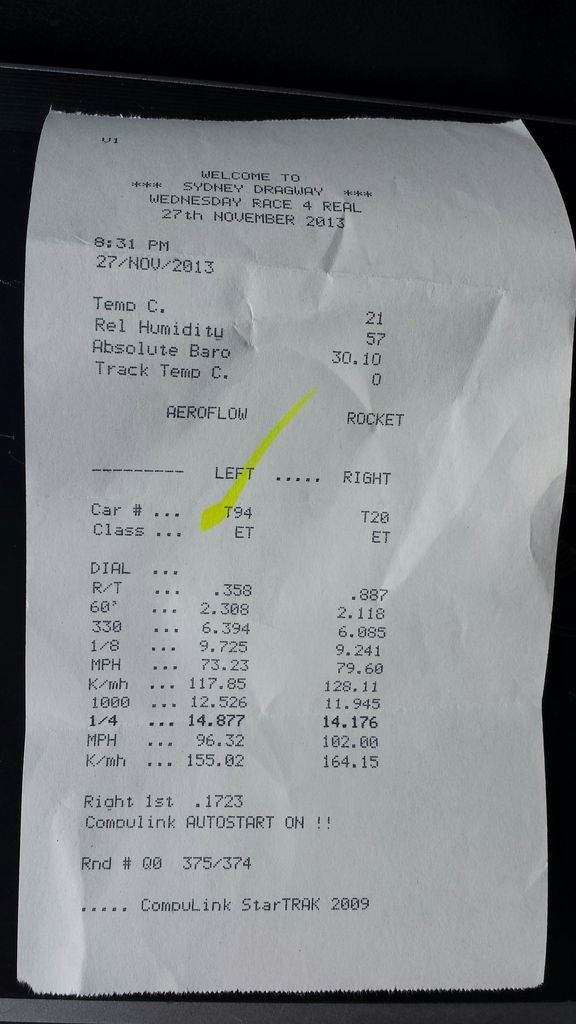 U1
WELCOME TO
*** SYDNEY DRAGWAY ***
WEDNESDAY RACE 4 REAL
27th NOVEMBER 2013
8:31 PM
27/NOV/2013
Temp C. 21
Rel Humidity 57
Absolute Baro 30.10
Track Temp C. 0
AEROFLOW ROCKET
--------- LEFT ..... RIGHT
Car # ... T94 T20
Class ... ET ET
DIAL ...
R/T ... .358 .887
60' ... 2.308 2.118
330 ... 6.394 6.085
1/8 ... 9.725 9.241
MPH ... 73.23 79.60
K/mh ... 117.85 128.11
1000 ... 12.526 11.945
1/4 ... 14.877 14.176
MPH ... 96.32 102.00
K/mh ... 155.02 164.15
Right 1st .1723
Compulink AUTOSTART ON !!
Rnd # Q0 375/374
..... CompuLink StarTRAK 2009